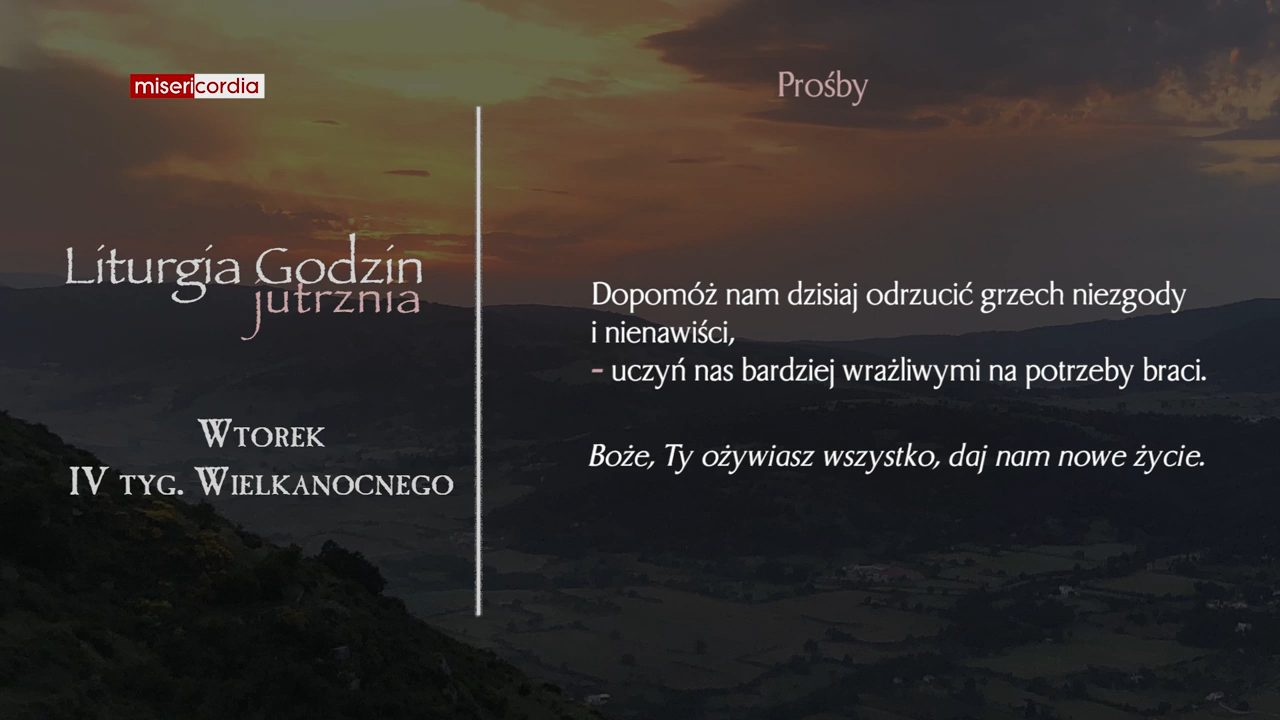 misericordia
Liturgia Godzin
jutrznia
Wtorek
IV tyg. Wielkanocnego
Prośby
Dopomóż nam dzisiaj odrzucić grzech niezgody
i nienawiści,
- uczyń nas bardziej wrażliwymi na potrzeby braci.
Boże, Ty ożywiasz wszystko, daj nam nowe życie.